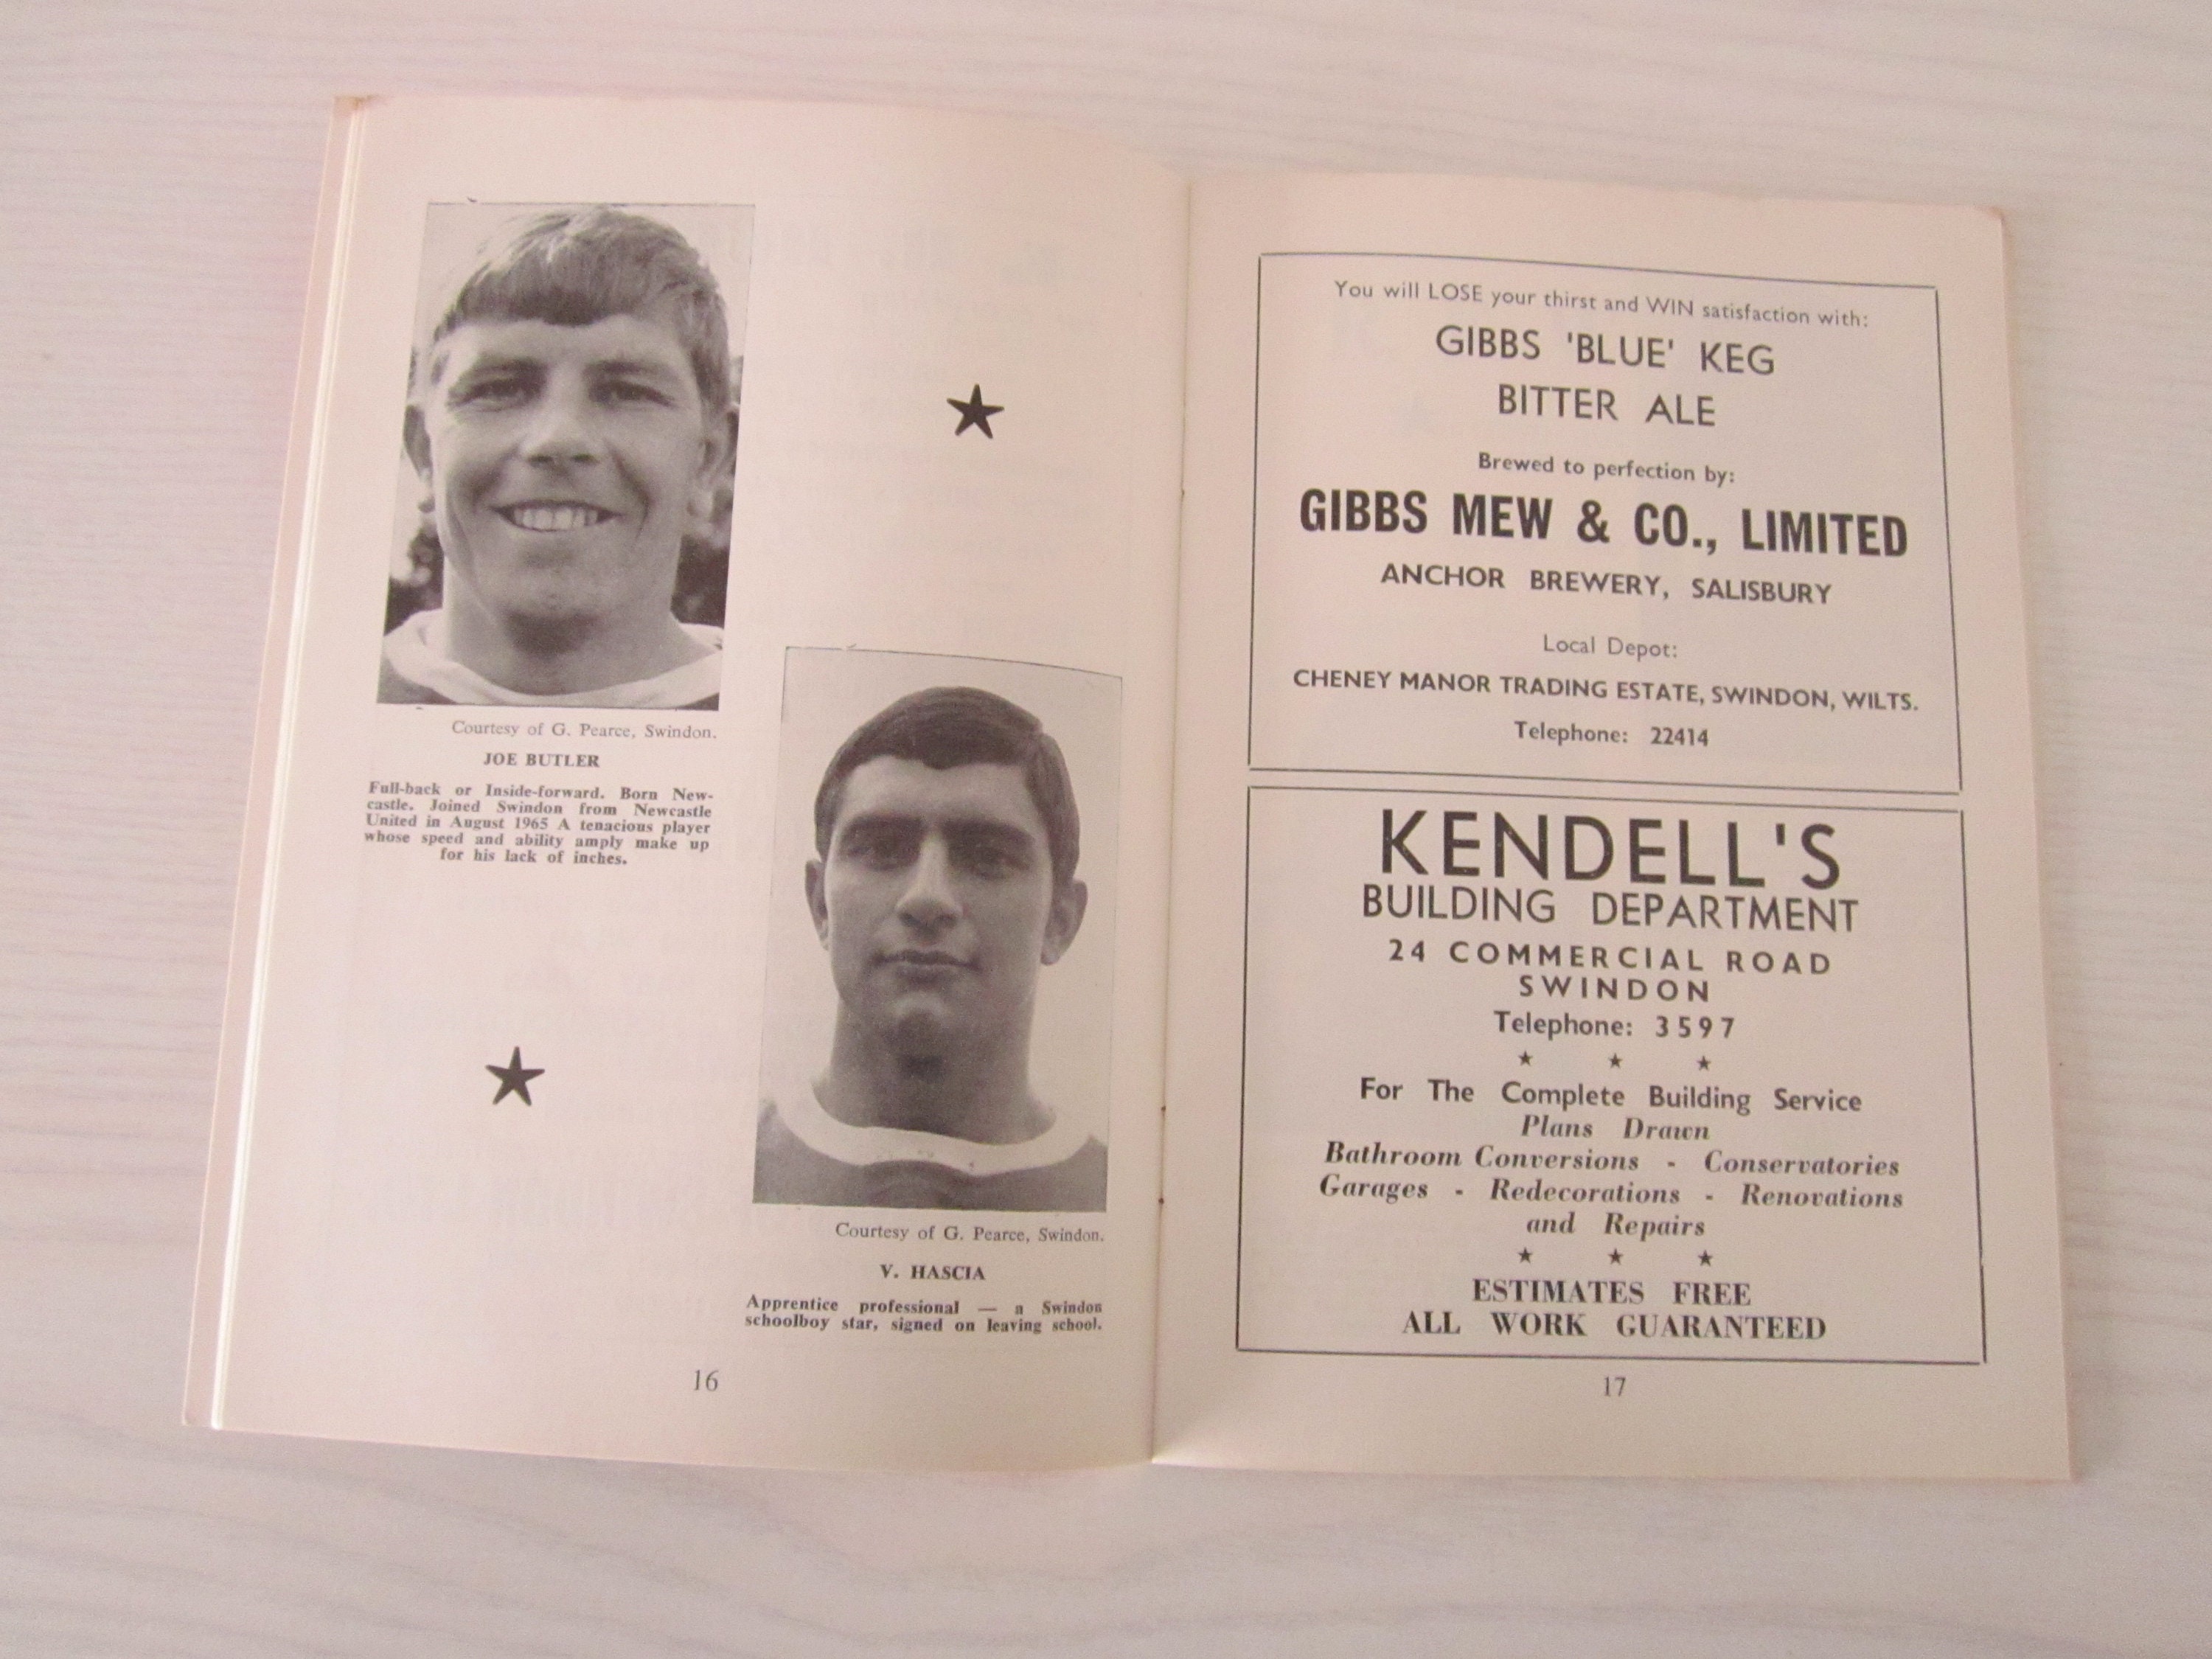 Courtesy of G. Pearce, Swindon.
JOE BUTLER
Full-back or Inside-forward. Born New-
castle. Joined Swindon from Newcastle
United in August 1965 A tenacious player
whose speed and ability amply make up
for his lack of inches.
Courtesy of G. Pearce, Swindon.
V. HASCIA
Apprentice professional — a Swindon
schoolboy star, signed on leaving school.
16
You will LOSE your thirst and WIN satisfaction with:
GIBBS 'BLUE' KEG
BITTER ALE
Brewed to perfection by:
GIBBS MEW & CO., LIMITED
ANCHOR BREWERY, SALISBURY
Local Depot:
CHENEY MANOR TRADING ESTATE, SWINDON, WILTS.
Telephone: 22414
KENDELL'S
BUILDING DEPARTMENT
24 COMMERCIAL ROAD
SWINDON
Telephone: 3597
For The Complete Building Service
Plans Drawn
Bathroom Conversions - Conservatories
Garages - Redecorations - Renovations
and Repairs
ESTIMATES FREE
ALL WORK GUARANTEED
17